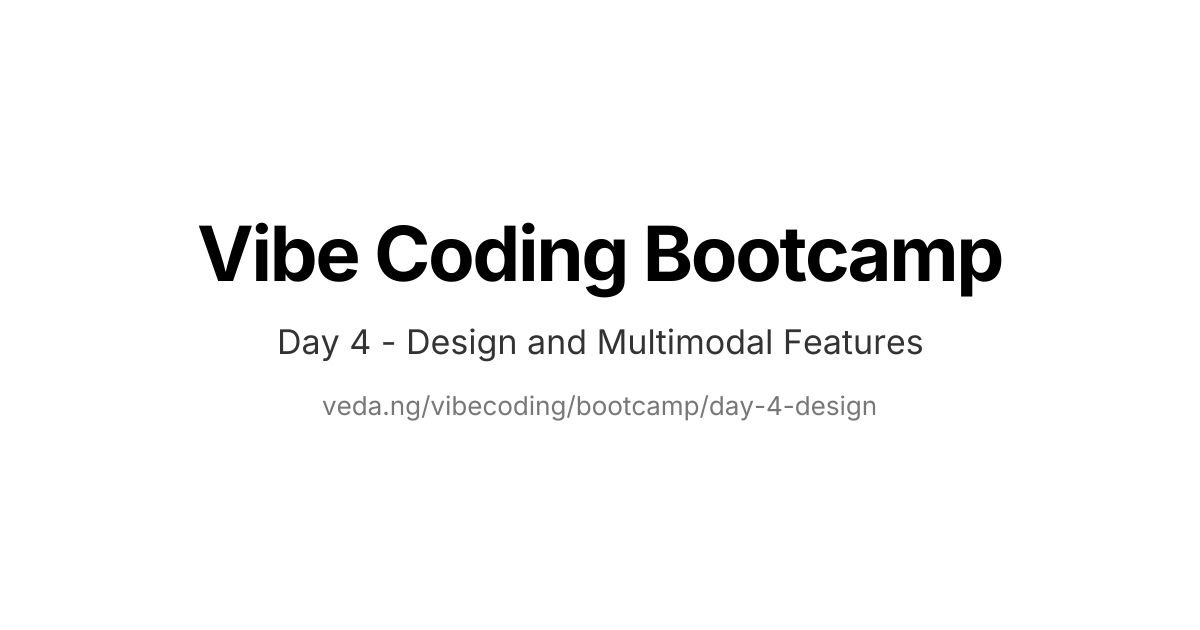 Vibe Coding Bootcamp
Day 4 - Design and Multimodal Features
veda.ng/vibecoding/bootcamp/day-4-design